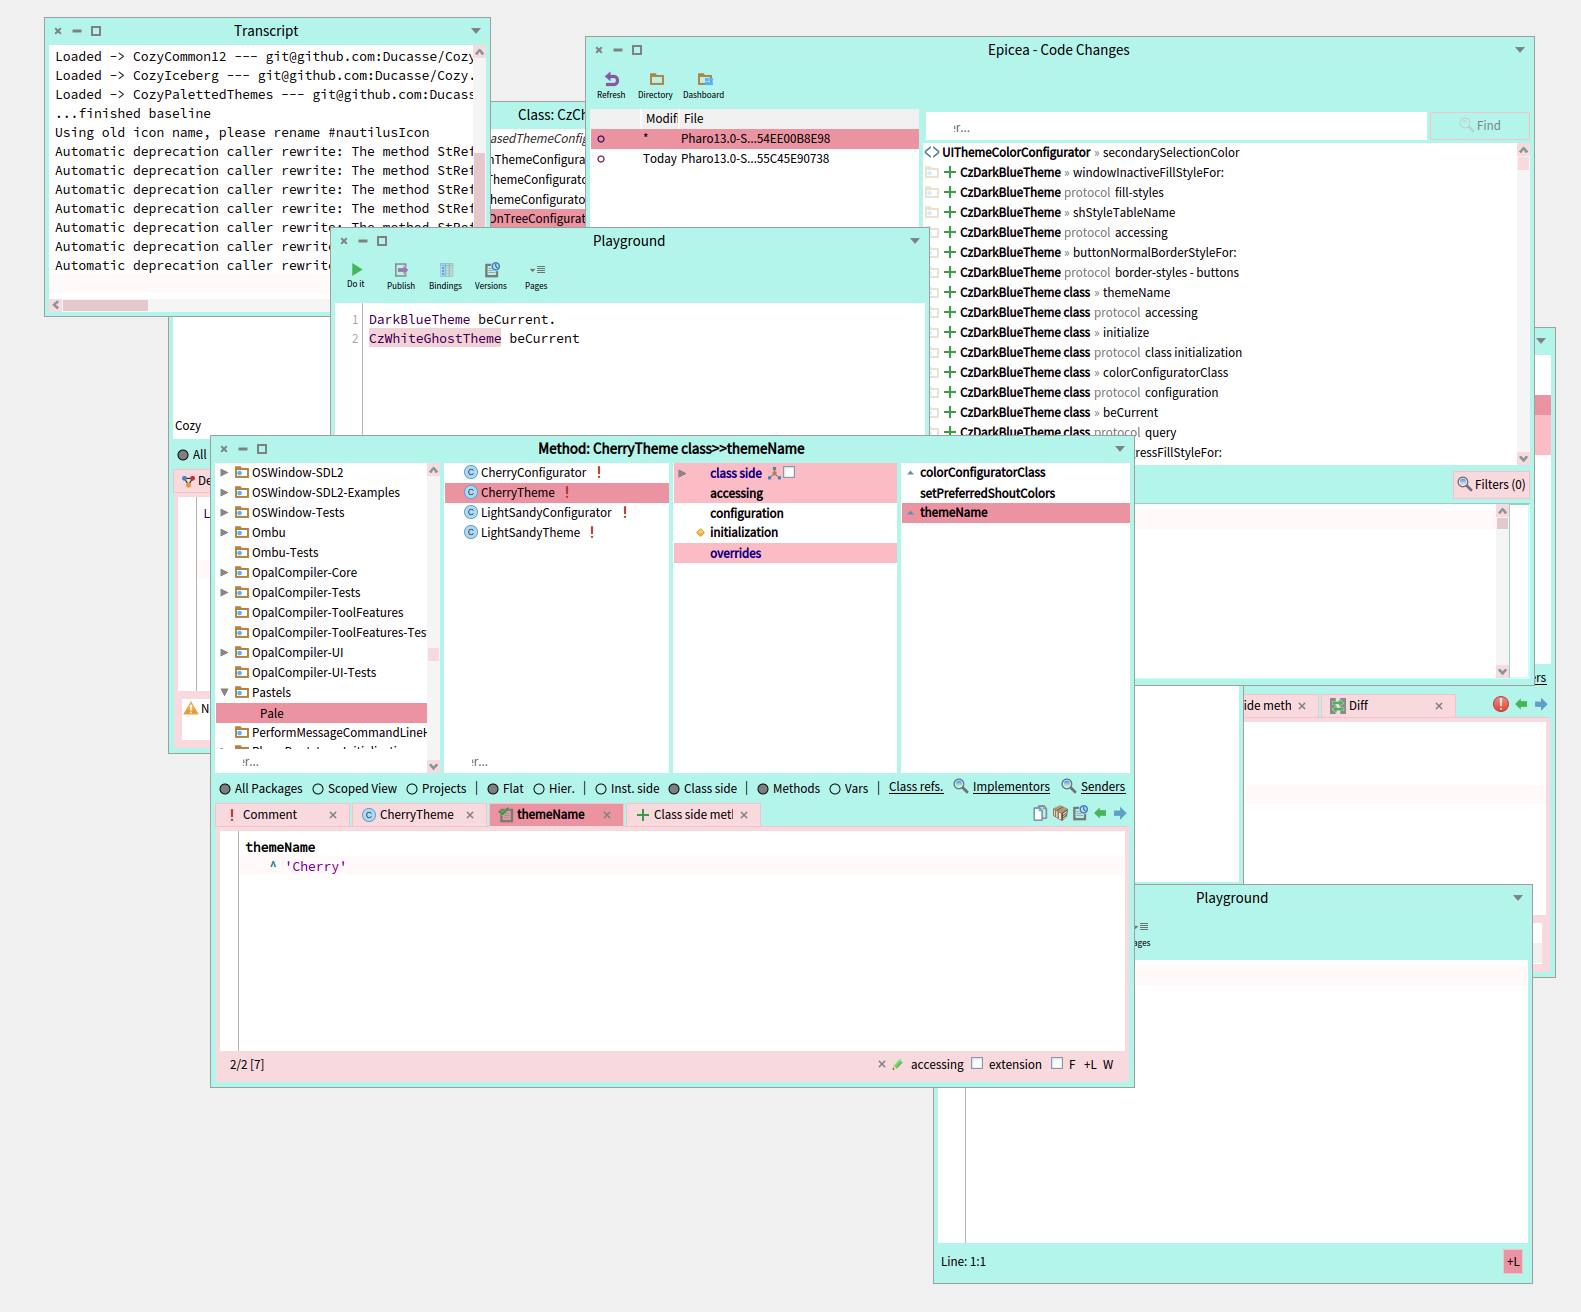 Transcript
Loaded -> CozyCommon12 --- git@github.com:Ducasse/Cozy
Loaded -> CozyIceberg --- git@github.com:Ducasse/Cozy.
Loaded -> CozyPalettedThemes --- git@github.com:Ducass
...finished baseline
Using old icon name, please rename #nautilusIcon
Automatic deprecation caller rewrite: The method StRef
Automatic deprecation caller rewrite: The method StRef
Automatic deprecation caller rewrite: The method StRef
Automatic deprecation caller rewrite: The method StRef
Automatic deprecation caller rewrite: The method StRef
Automatic deprecation caller rewrite
Automatic deprecation caller rewrite
Class: CzCh
asedThemeConfig
nThemeConfigura
ThemeConfigurato
hemeConfigurato
OnTreeConfigurat
Epicea - Code Changes
Refresh Directory Dashboard
Modifi File
* Pharo13.0-S...54EE00B8E98
Today Pharo13.0-S...55C45E90738
er...
Find
UIThemeColorConfigurator » secondarySelectionColor
CzDarkBlueTheme » windowInactiveFillStyleFor:
CzDarkBlueTheme protocol fill-styles
CzDarkBlueTheme » shStyleTableName
CzDarkBlueTheme protocol accessing
CzDarkBlueTheme » buttonNormalBorderStyleFor:
CzDarkBlueTheme protocol border-styles - buttons
CzDarkBlueTheme class » themeName
CzDarkBlueTheme class protocol accessing
CzDarkBlueTheme class » initialize
CzDarkBlueTheme class protocol class initialization
CzDarkBlueTheme class » colorConfiguratorClass
CzDarkBlueTheme class protocol configuration
CzDarkBlueTheme class » beCurrent
CzDarkBlueTheme class protocol query
ressFillStyleFor:
Filters (0)
Playground
Do it Publish Bindings Versions Pages
1 DarkBlueTheme beCurrent.
2 CzWhiteGhostTheme beCurrent
Cozy
All
De
L
N
Method: CherryTheme class>>themeName
OSWindow-SDL2
OSWindow-SDL2-Examples
OSWindow-Tests
Ombu
Ombu-Tests
OpalCompiler-Core
OpalCompiler-Tests
OpalCompiler-ToolFeatures
OpalCompiler-ToolFeatures-Tes
OpalCompiler-UI
OpalCompiler-UI-Tests
Pastels
Pale
PerformMessageCommandLineH
er...
CherryConfigurator !
CherryTheme !
LightSandyConfigurator !
LightSandyTheme !
er...
class side
accessing
configuration
initialization
overrides
colorConfiguratorClass
setPreferredShoutColors
themeName
All Packages Scoped View Projects | Flat Hier. | Inst. side Class side | Methods Vars | Class refs. Implementors Senders
! Comment × CherryTheme × themeName × + Class side metl ×
themeName
^ 'Cherry'
2/2 [7]
× accessing extension F +L W
ers
ide meth × Diff ×
Playground
ages
Line: 1:1
+L